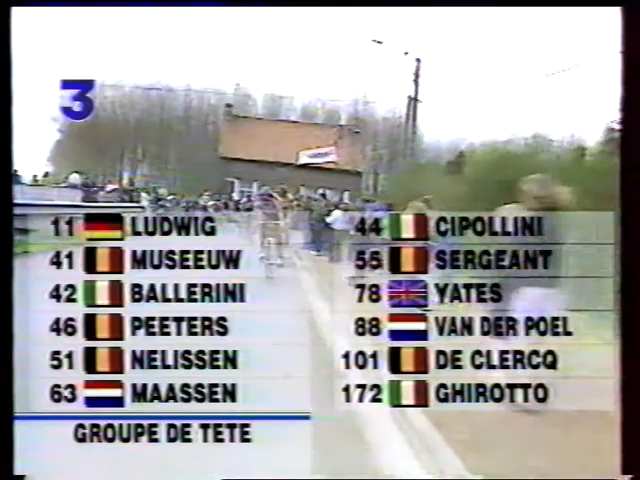 3
11 LUDWIG
41 MUSEEUW
42 BALLERINI
46 PEETERS
51 NELISSEN
63 MAASSEN
44 CIPOLLINI
55 SERGEANT
78 YATES
88 VAN DER POEL
101 DE CLERCQ
172 GHIROTTO
GROUPE DE TETE